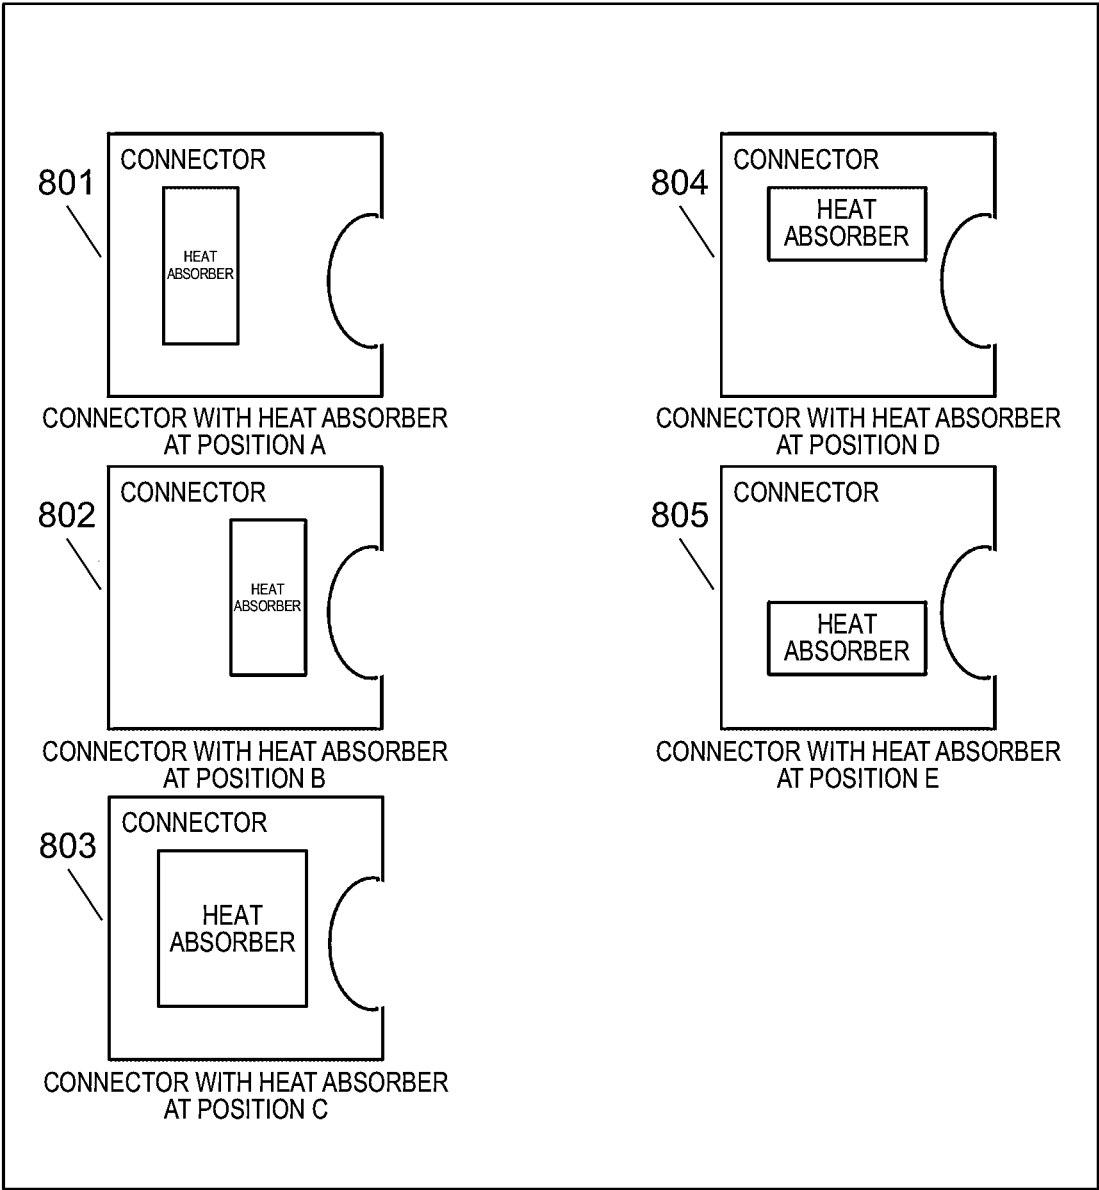 CONNECTOR
801
HEAT
ABSORBER
CONNECTOR WITH HEAT ABSORBER
AT POSITION A
CONNECTOR
802
HEAT
ABSORBER
CONNECTOR WITH HEAT ABSORBER
AT POSITION B
CONNECTOR
803
HEAT
ABSORBER
CONNECTOR WITH HEAT ABSORBER
AT POSITION C
CONNECTOR
804
HEAT
ABSORBER
CONNECTOR WITH HEAT ABSORBER
AT POSITION D
CONNECTOR
805
HEAT
ABSORBER
CONNECTOR WITH HEAT ABSORBER
AT POSITION E